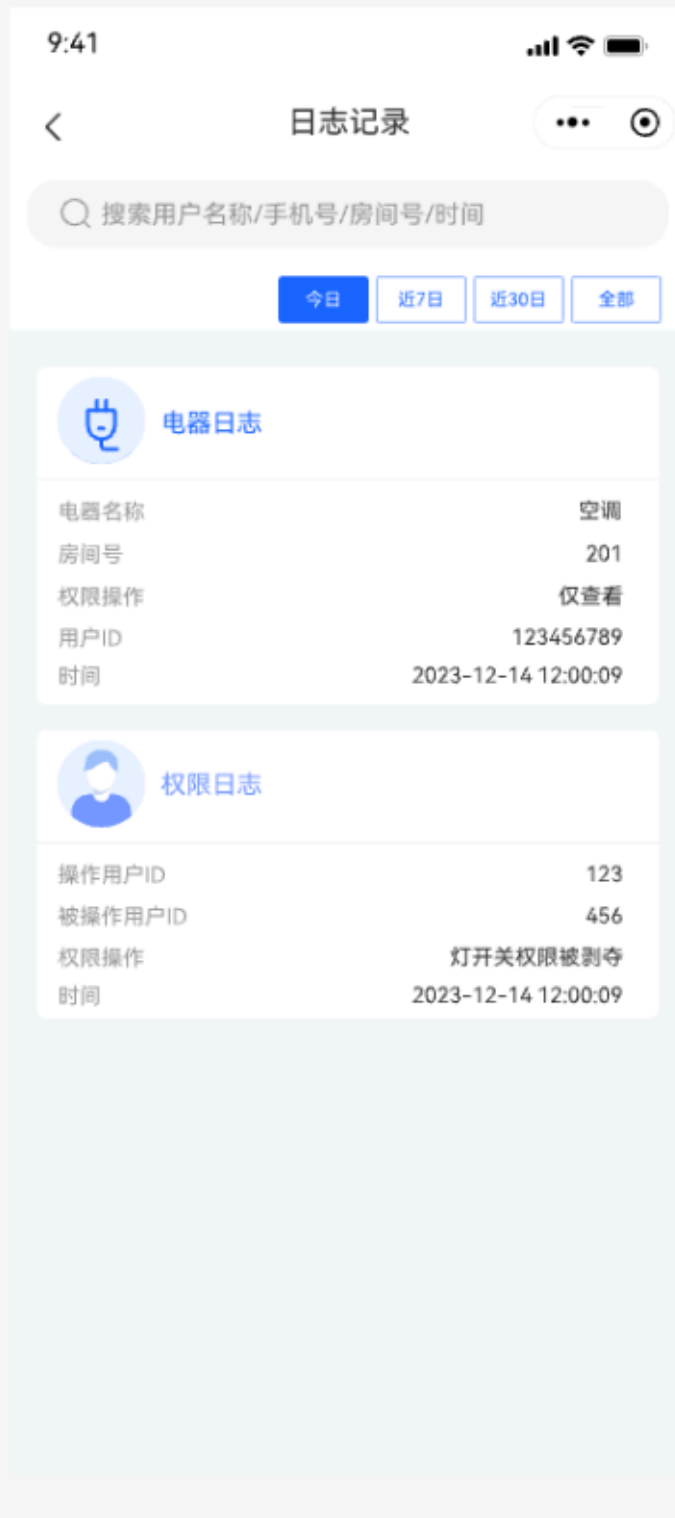 9:41
日志记录
搜索用户名称/手机号/房间号/时间
今日 近7日 近30日 全部
电器日志
电器名称 空调
房间号 201
权限操作 仅查看
用户ID 123456789
时间 2023-12-14 12:00:09
权限日志
操作用户ID 123
被操作用户ID 456
权限操作 灯开关权限被剥夺
时间 2023-12-14 12:00:09